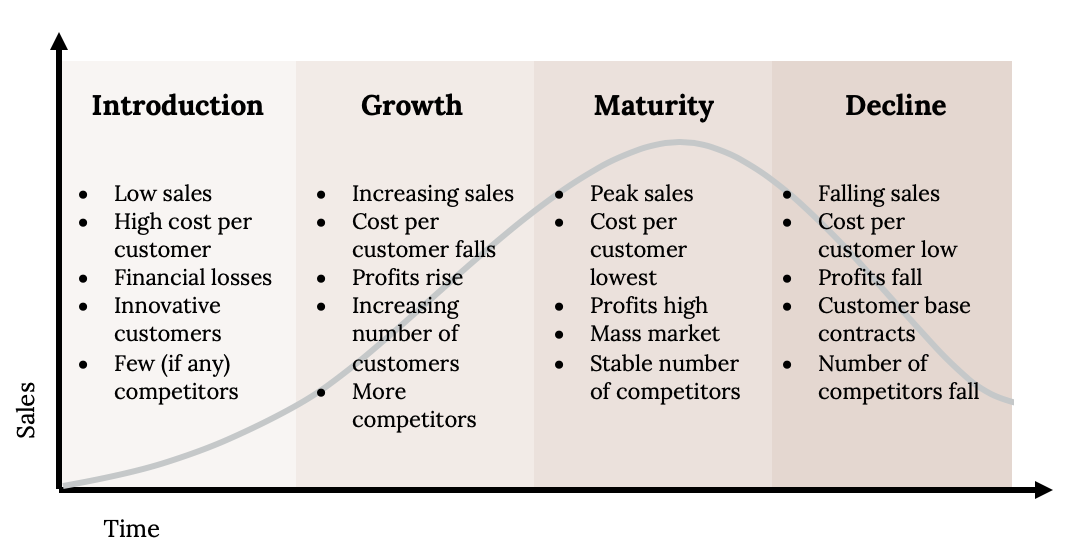 Introduction
Low sales
High cost per
customer
Financial losses
Innovative
customers
Few (if any)
competitors
Growth
Increasing sales
Cost per
customer falls
Profits rise
Increasing
number of
customers
More
competitors
Maturity
Peak sales
Cost per
customer
lowest
Profits high
Mass market
Stable number
of competitors
Decline
Falling sales
Cost per
customer low
Profits fall
Customer base
contracts
Number of
competitors fall
Sales
Time